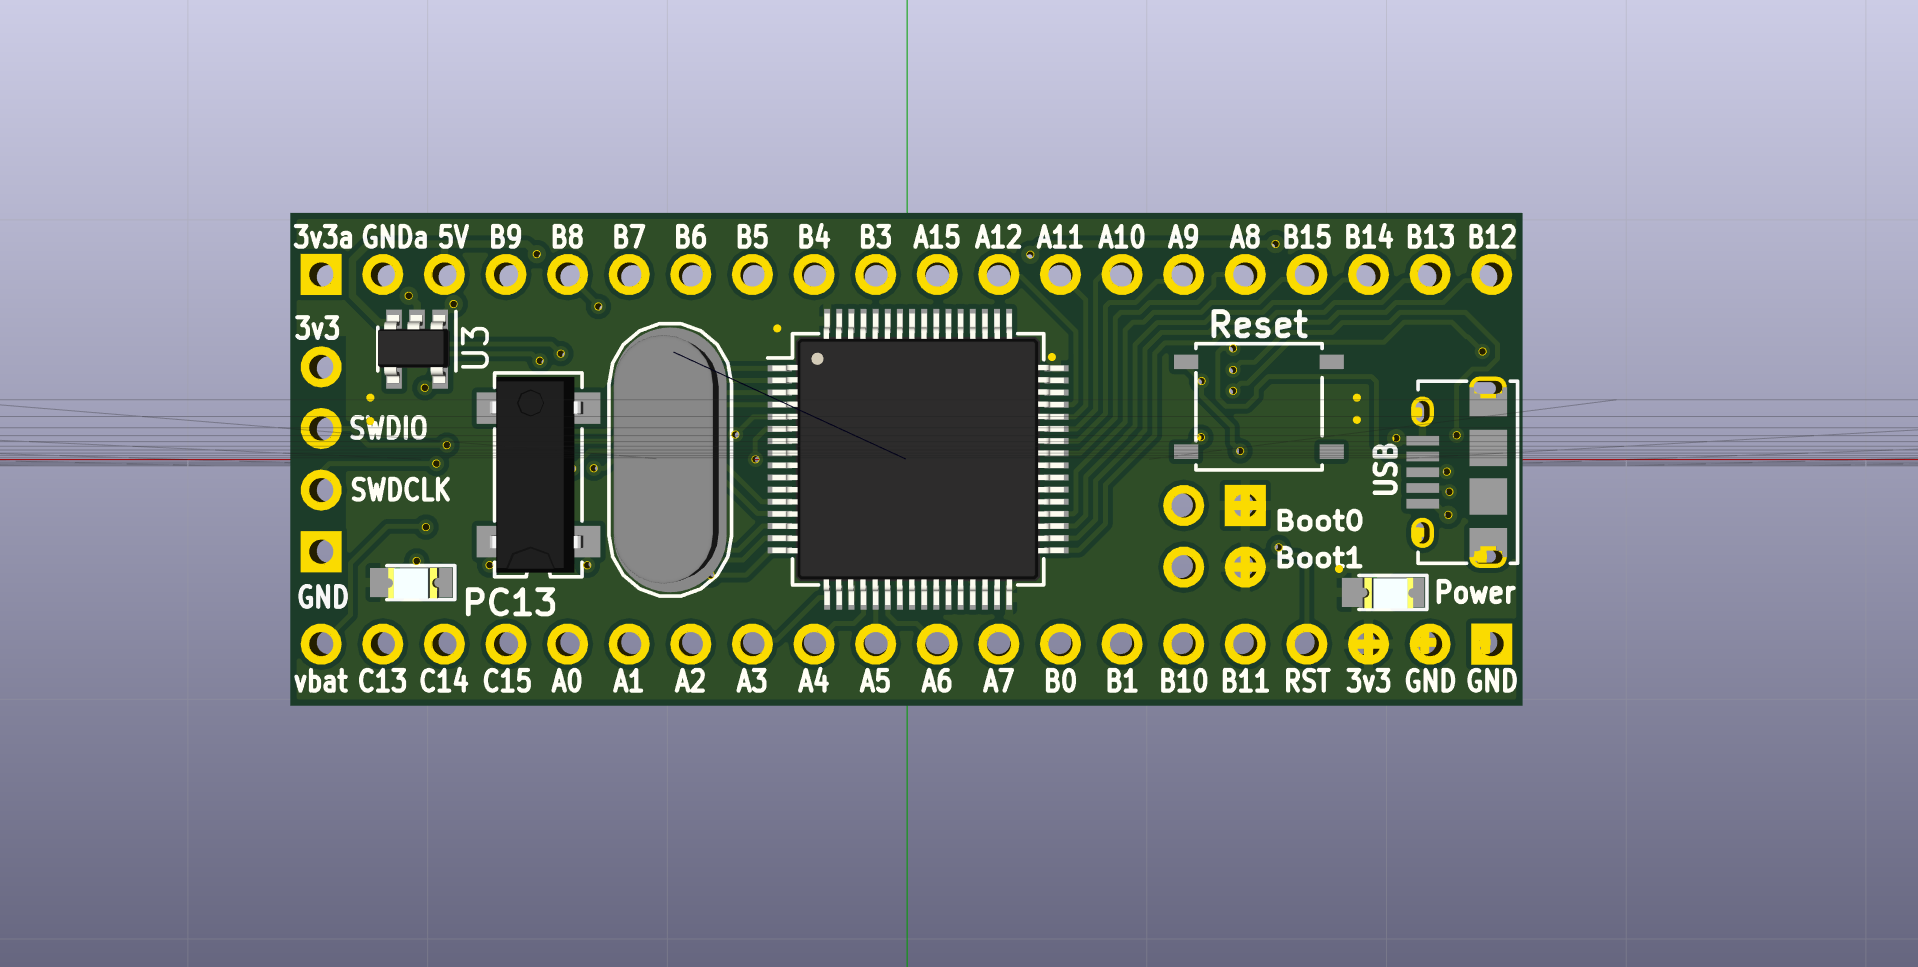 3v3a GNDa 5V B9 B8 B7 B6 B5 B4 B3 A15 A12 A11 A10 A9 A8 B15 B14 B13 B12
3v3
U3
Reset
SWDIO
USB
SWDCLK
Boot0
Boot1
GND
PC13
Power
vbat C13 C14 C15 A0 A1 A2 A3 A4 A5 A6 A7 B0 B1 B10 B11 RST 3v3 GND GND